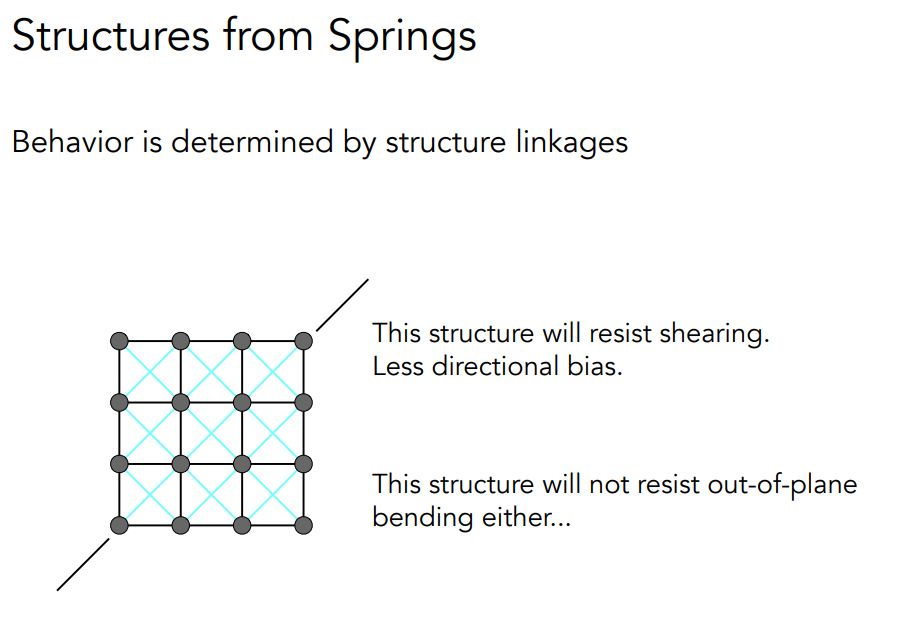 Structures from Springs
Behavior is determined by structure linkages
This structure will resist shearing.
Less directional bias.
This structure will not resist out-of-plane
bending either...